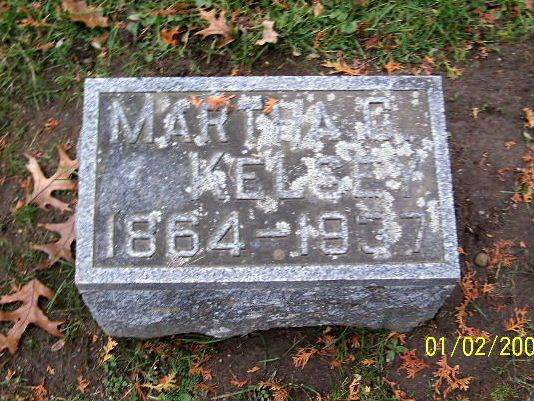 MARTHA C.
KELSEY
1864-1937
01/02/200